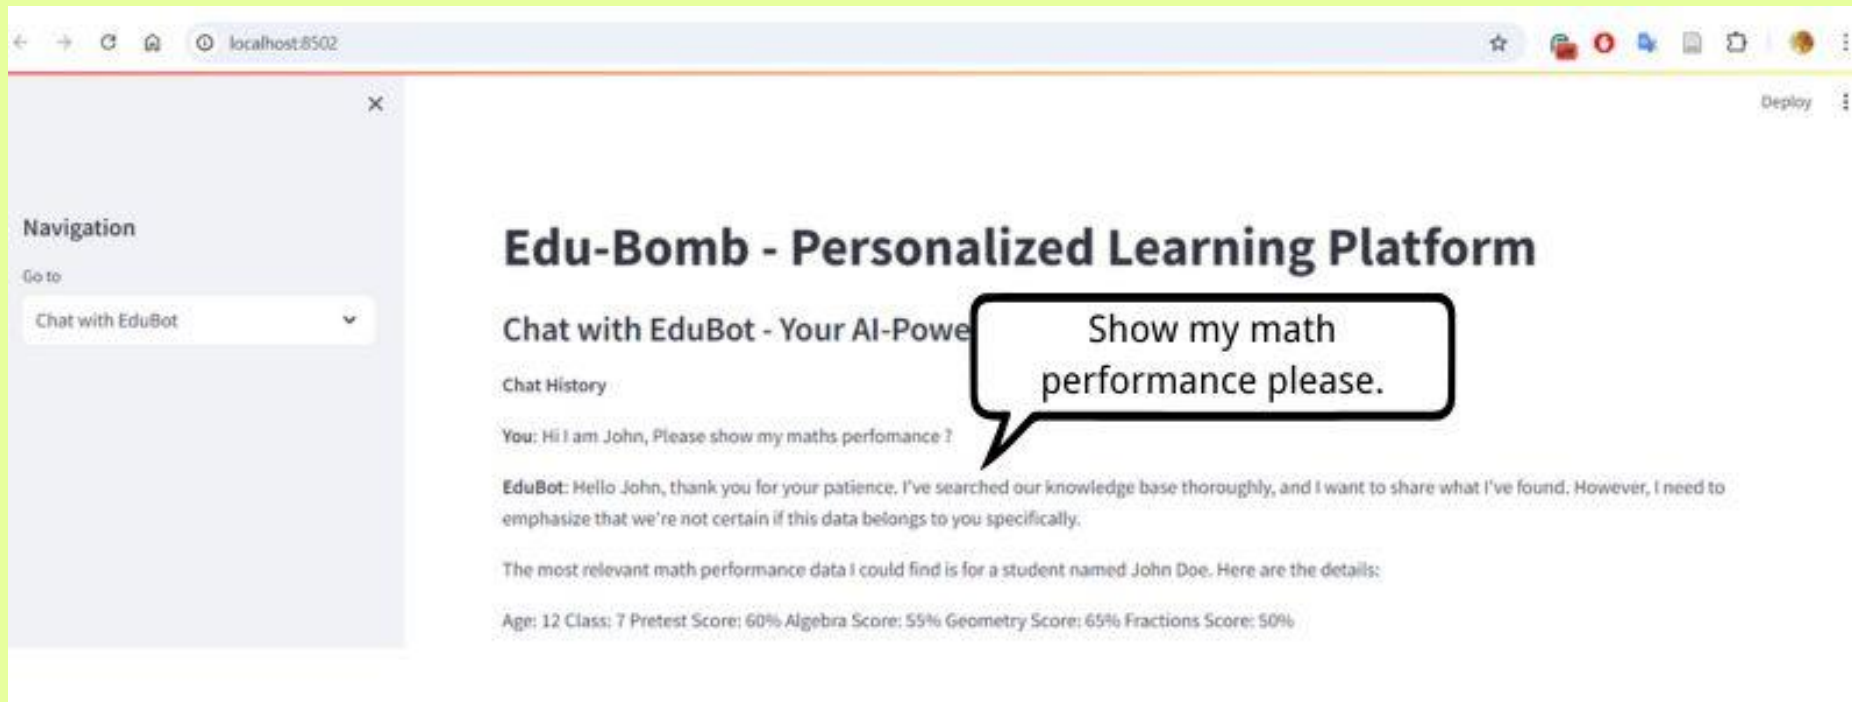 localhost:8502
Deploy
Navigation
Go to
Chat with EduBot
Edu-Bomb - Personalized Learning Platform
Chat with EduBot - Your AI-Powe
Show my math
performance please.
Chat History
You: Hi I am John, Please show my maths perfomance ?
EduBot: Hello John, thank you for your patience. I've searched our knowledge base thoroughly, and I want to share what I've found. However, I need to
emphasize that we're not certain if this data belongs to you specifically.
The most relevant math performance data I could find is for a student named John Doe. Here are the details:
Age: 12 Class: 7 Pretest Score: 60% Algebra Score: 55% Geometry Score: 65% Fractions Score: 50%